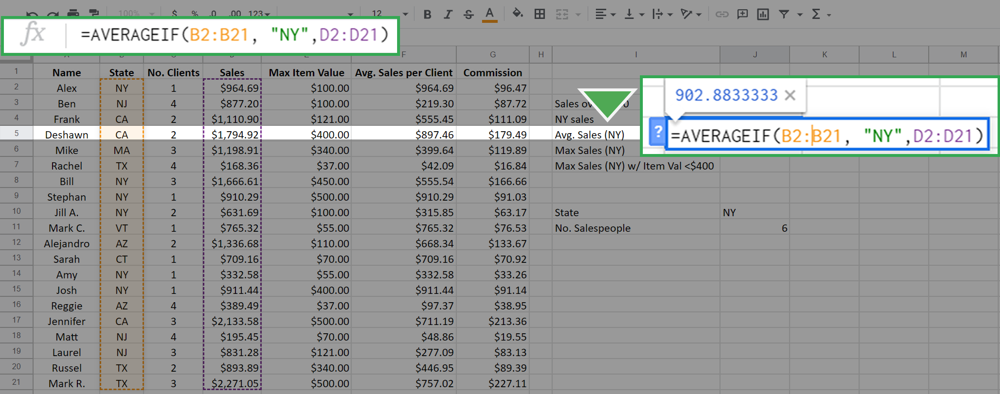 100% $ % .0 .00 123 12 B I S A Σ
fx =AVERAGEIF(B2:B21, "NY",D2:D21)
F G H I J K L M
1 Name State No. Clients Sales Max Item Value Avg. Sales per Client Commission
2 Alex NY 1 $964.69 $100.00 $964.69 $96.47
902.8833333 ×
3 Ben NJ 4 $877.20 $100.00 $219.30 $87.72 Sales ov 0
4 Frank CA 2 $1,110.90 $121.00 $555.45 $111.09 NY sales
5 Deshawn CA 2 $1,794.92 $400.00 $897.46 $179.49 Avg. Sales (NY) ? =AVERAGEIF(B2:B21, "NY",D2:D21)
6 Mike MA 3 $1,198.91 $340.00 $399.64 $119.89 Max Sales (NY)
7 Rachel TX 4 $168.36 $37.00 $42.09 $16.84 Max Sales (NY) w/ Item Val <$400
8 Bill NY 3 $1,666.61 $450.00 $555.54 $166.66
9 Stephan NY 1 $910.29 $500.00 $910.29 $91.03
10 Jill A. NY 2 $631.69 $100.00 $315.85 $63.17 State NY
11 Mark C. VT 1 $765.32 $55.00 $765.32 $76.53 No. Salespeople 6
12 Alejandro AZ 2 $1,336.68 $110.00 $668.34 $133.67
13 Sarah CT 1 $709.16 $70.00 $709.16 $70.92
14 Amy NY 1 $332.58 $55.00 $332.58 $33.26
15 Josh NY 1 $911.44 $400.00 $911.44 $91.14
16 Reggie AZ 4 $389.49 $37.00 $97.37 $38.95
17 Jennifer CA 3 $2,133.58 $500.00 $711.19 $213.36
18 Matt NJ 4 $195.45 $70.00 $48.86 $19.55
19 Laurel NJ 3 $831.28 $121.00 $277.09 $83.13
20 Russel TX 2 $893.89 $340.00 $446.95 $89.39
21 Mark R. TX 3 $2,271.05 $500.00 $757.02 $227.11